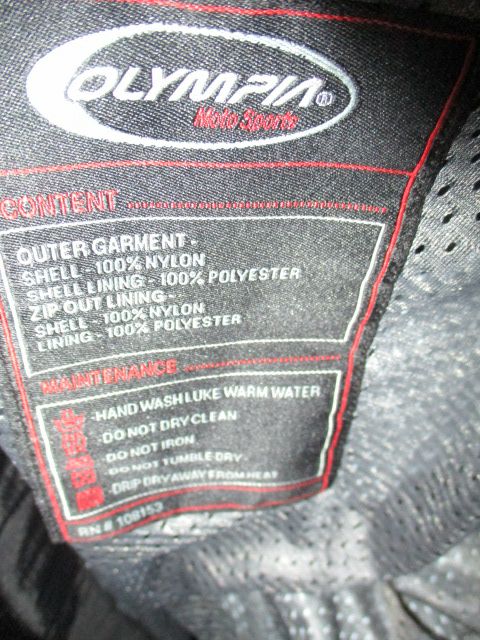 OLYMPIA®
Moto Sports
CONTENT
OUTER GARMENT-
SHELL - 100% NYLON
SHELL LINING - 100% POLYESTER
ZIP OUT LINING -
SHELL - 100% NYLON
LINING - 100% POLYESTER
MAINTENANCE
- HAND WASH LUKE WARM WATER
- DO NOT DRY CLEAN
- DO NOT IRON
- DO NOT TUMBLE DRY
- DRIP DRY AWAY FROM HEAT
RN # 108153